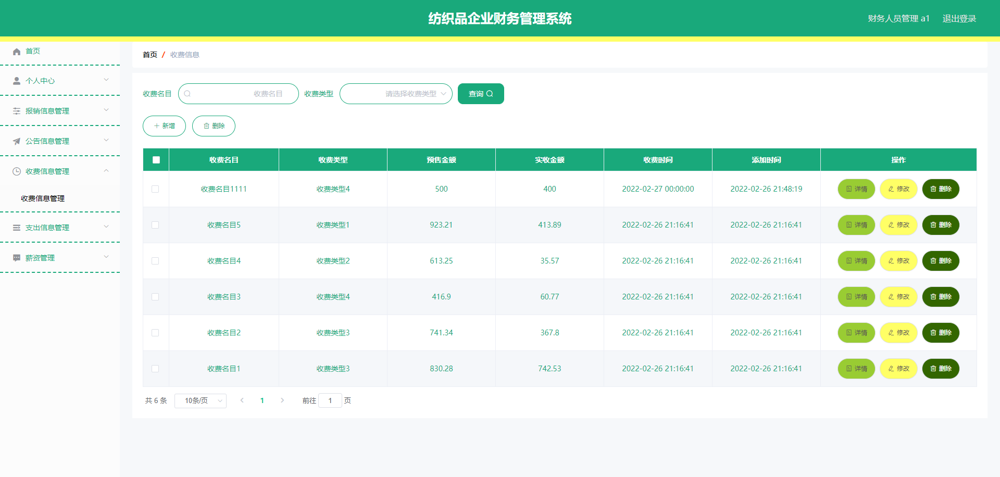 纺织品企业财务管理系统
财务人员管理 a1 退出登录
首页
个人中心
报销信息管理
公告信息管理
收费信息管理
收费信息管理
支出信息管理
薪资管理
首页 / 收费信息
收费名目 收费名目 收费类型 请选择收费类型 查询
新增 删除
收费名目 收费类型 预售金额 实收金额 收费时间 添加时间 操作
收费名目1111 收费类型4 500 400 2022-02-27 00:00:00 2022-02-26 21:48:19 详情 修改 删除
收费名目5 收费类型1 923.21 413.89 2022-02-26 21:16:41 2022-02-26 21:16:41 详情 修改 删除
收费名目4 收费类型2 613.25 35.57 2022-02-26 21:16:41 2022-02-26 21:16:41 详情 修改 删除
收费名目3 收费类型4 416.9 60.77 2022-02-26 21:16:41 2022-02-26 21:16:41 详情 修改 删除
收费名目2 收费类型3 741.34 367.8 2022-02-26 21:16:41 2022-02-26 21:16:41 详情 修改 删除
收费名目1 收费类型3 830.28 742.53 2022-02-26 21:16:41 2022-02-26 21:16:41 详情 修改 删除
共 6 条 10条/页 1 前往 1 页